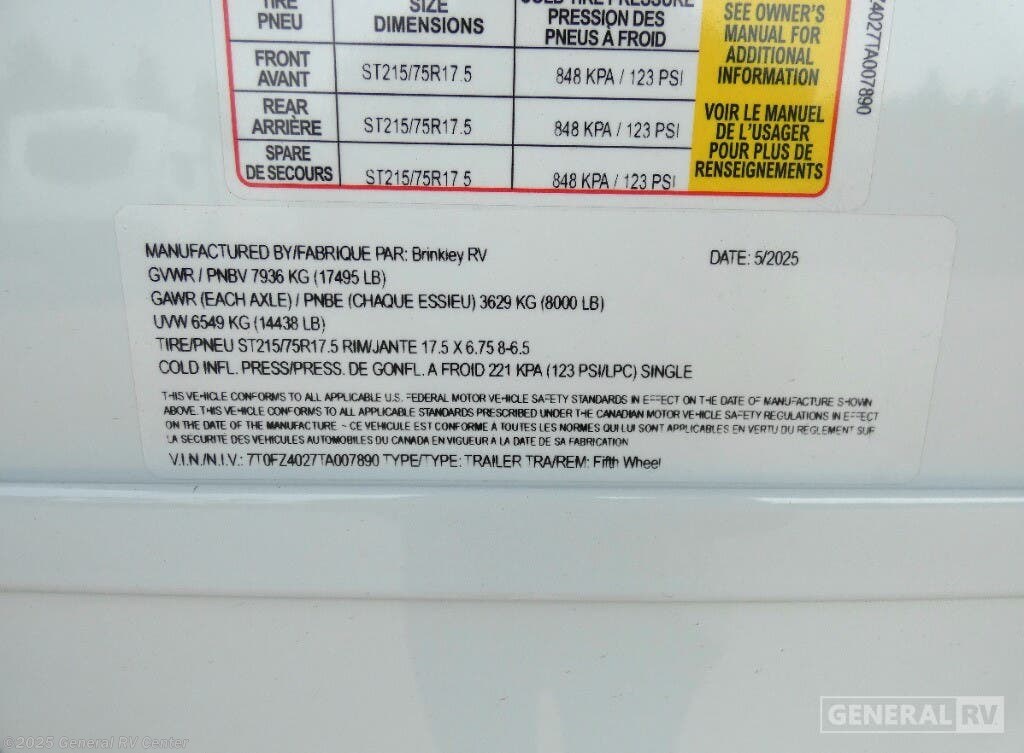 TIRE SIZE COLD TIRE PRESSURE
PNEU DIMENSIONS PRESSION DES
PNEUS À FROID
FRONT
AVANT ST215/75R17.5 848 KPA / 123 PSI
REAR
ARRIÈRE ST215/75R17.5 848 KPA / 123 PSI
SPARE
DE SECOURS ST215/75R17.5 848 KPA / 123 PSI
SEE OWNER'S
MANUAL FOR
ADDITIONAL
INFORMATION
VOIR LE MANUEL
DE L'USAGER
POUR PLUS DE
RENSEIGNEMENTS
Z4027TA007890
MANUFACTURED BY/FABRIQUE PAR: Brinkley RV DATE: 5/2025
GVWR / PNBV 7936 KG (17495 LB)
GAWR (EACH AXLE) / PNBE (CHAQUE ESSIEU) 3629 KG (8000 LB)
UVW 6549 KG (14438 LB)
TIRE/PNEU ST215/75R17.5 RIM/JANTE 17.5 X 6.75 8-6.5
COLD INFL. PRESS/PRESS. DE GONFL. A FROID 221 KPA (123 PSI/LPC) SINGLE
THIS VEHICLE CONFORMS TO ALL APPLICABLE U.S. FEDERAL MOTOR VEHICLE SAFETY STANDARDS IN EFFECT ON THE DATE OF MANUFACTURE SHOWN
ABOVE. THIS VEHICLE CONFORMS TO ALL APPLICABLE STANDARDS PRESCRIBED UNDER THE CANADIAN MOTOR VEHICLE SAFETY REGULATIONS IN EFFECT
ON THE DATE OF THE MANUFACTURE - CE VEHICULE EST CONFORME À TOUTES LES NORMES QUI LUI SONT APPLICABLES EN VERTU DU REGLEMENT SUR
LA SECURITE DES VEHICULES AUTOMOBILES DU CANADA EN VIGUEUR A LA DATE DE SA FABRICATION
V.I.N./N.I.V.: 7T0FZ4027TA007890 TYPE/TYPE: TRAILER TRA/REM: Fifth Wheel
GENERAL RV
©2025 General RV Center